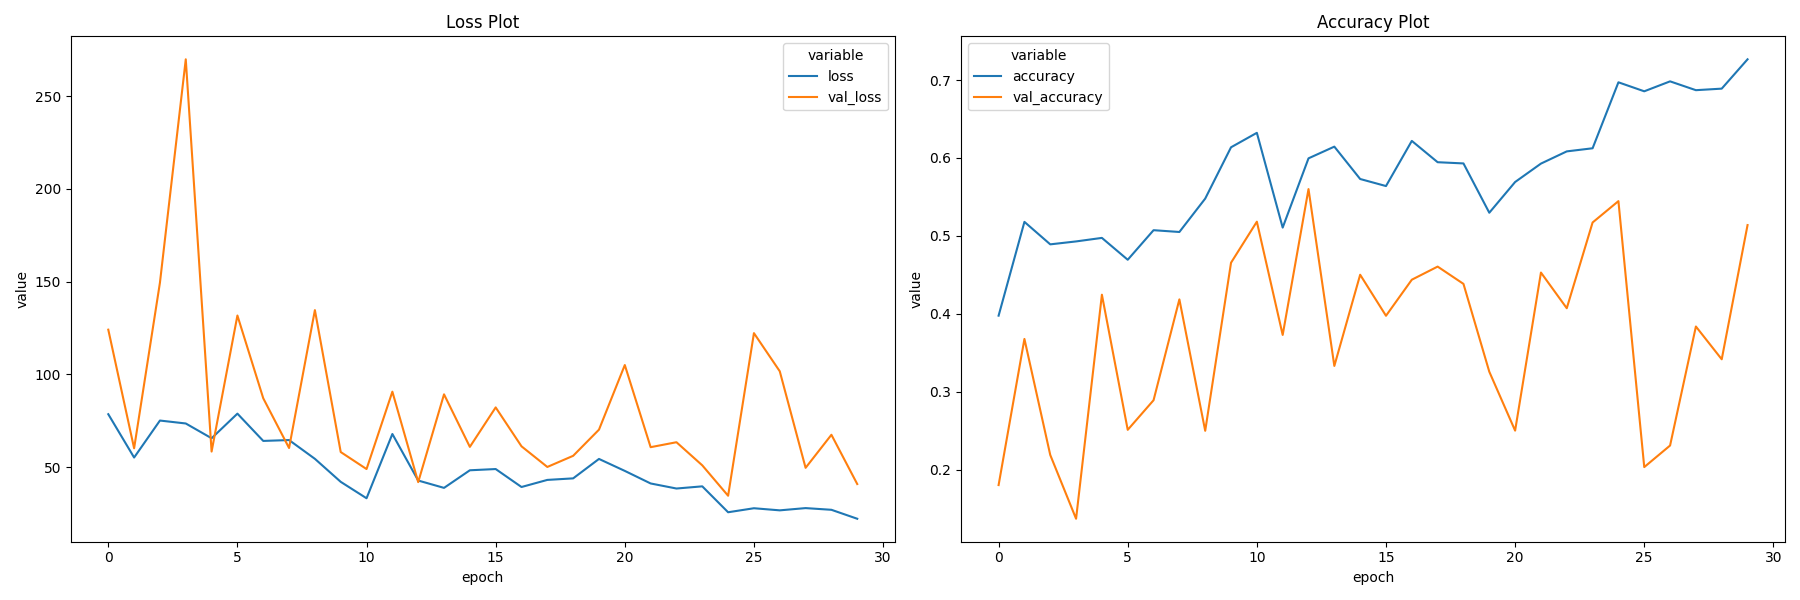 Loss Plot
variable
loss
val_loss
value
250
200
150
100
50
0 5 10 15 20 25 30
epoch
Accuracy Plot
variable
accuracy
val_accuracy
value
0.7
0.6
0.5
0.4
0.3
0.2
0 5 10 15 20 25 30
epoch